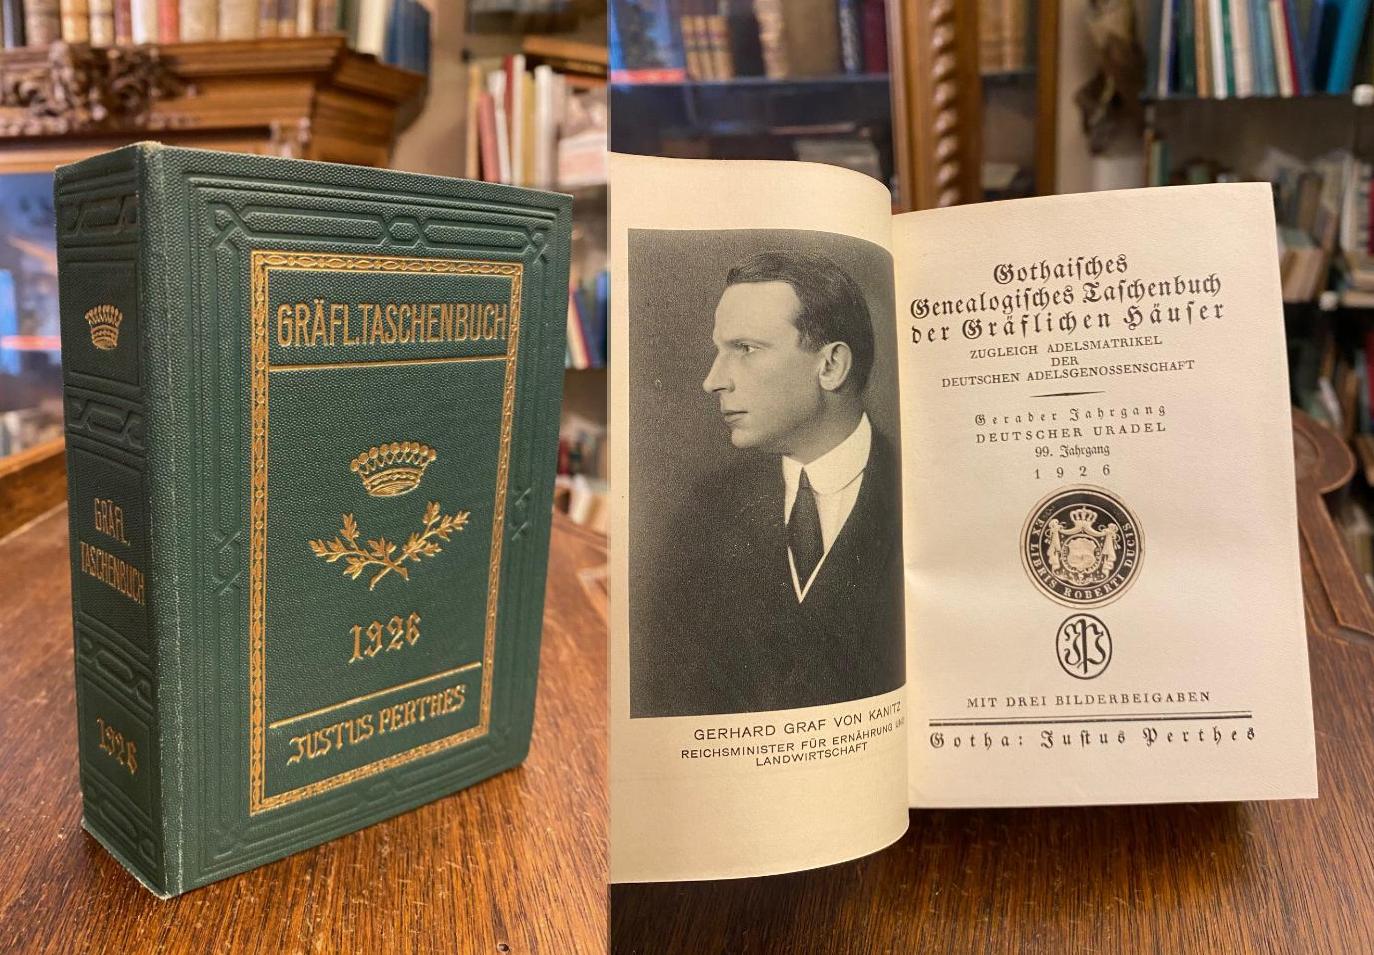 GRÄFL.
TASCHENBUCH
1926
GRÄFL.TASCHENBUCH
1926
JUSTUS PERTHES
GERHARD GRAF VON KANITZ
REICHSMINISTER FÜR ERNÄHRUNG UND
LANDWIRTSCHAFT
Gothaisches
Genealogisches Taschenbuch
der Gräflichen Häuser
ZUGLEICH ADELSMATRIKEL
DER
DEUTSCHEN ADELSGENOSSENSCHAFT
Gerader Jahrgang
DEUTSCHER URADEL
99. Jahrgang
1926
EX LIBRIS ROBERTI DUCIS
JP
MIT DREI BILDERBEIGABEN
Gotha: Justus Perthes